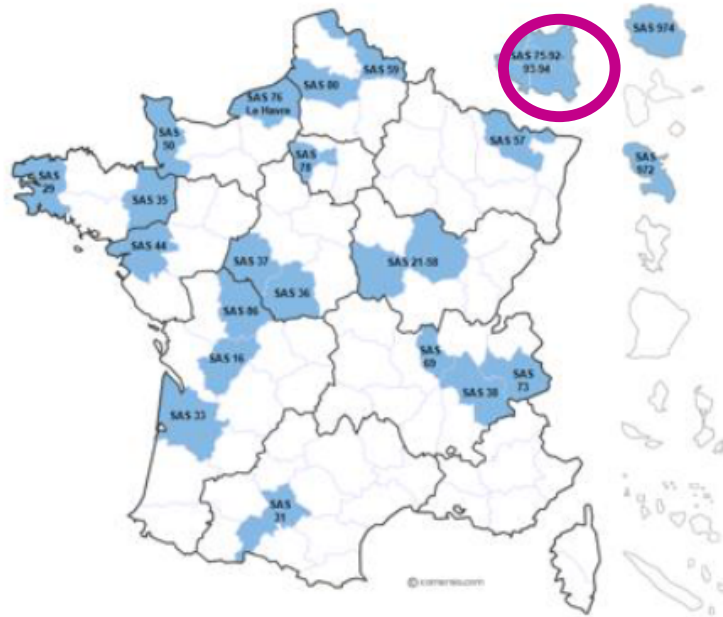 SAS 75-92-
93-94
SAS 974
SAS 59
SAS 80
SAS 76
Le Havre
SAS
50
SAS
78
SAS 57
SAS
29
SAS 35
SAS
972
SAS 44
SAS 37
SAS 21-58
SAS 36
SAS 86
SAS 16
SAS
69
SAS
73
SAS 38
SAS 33
SAS
31
© comersis.com